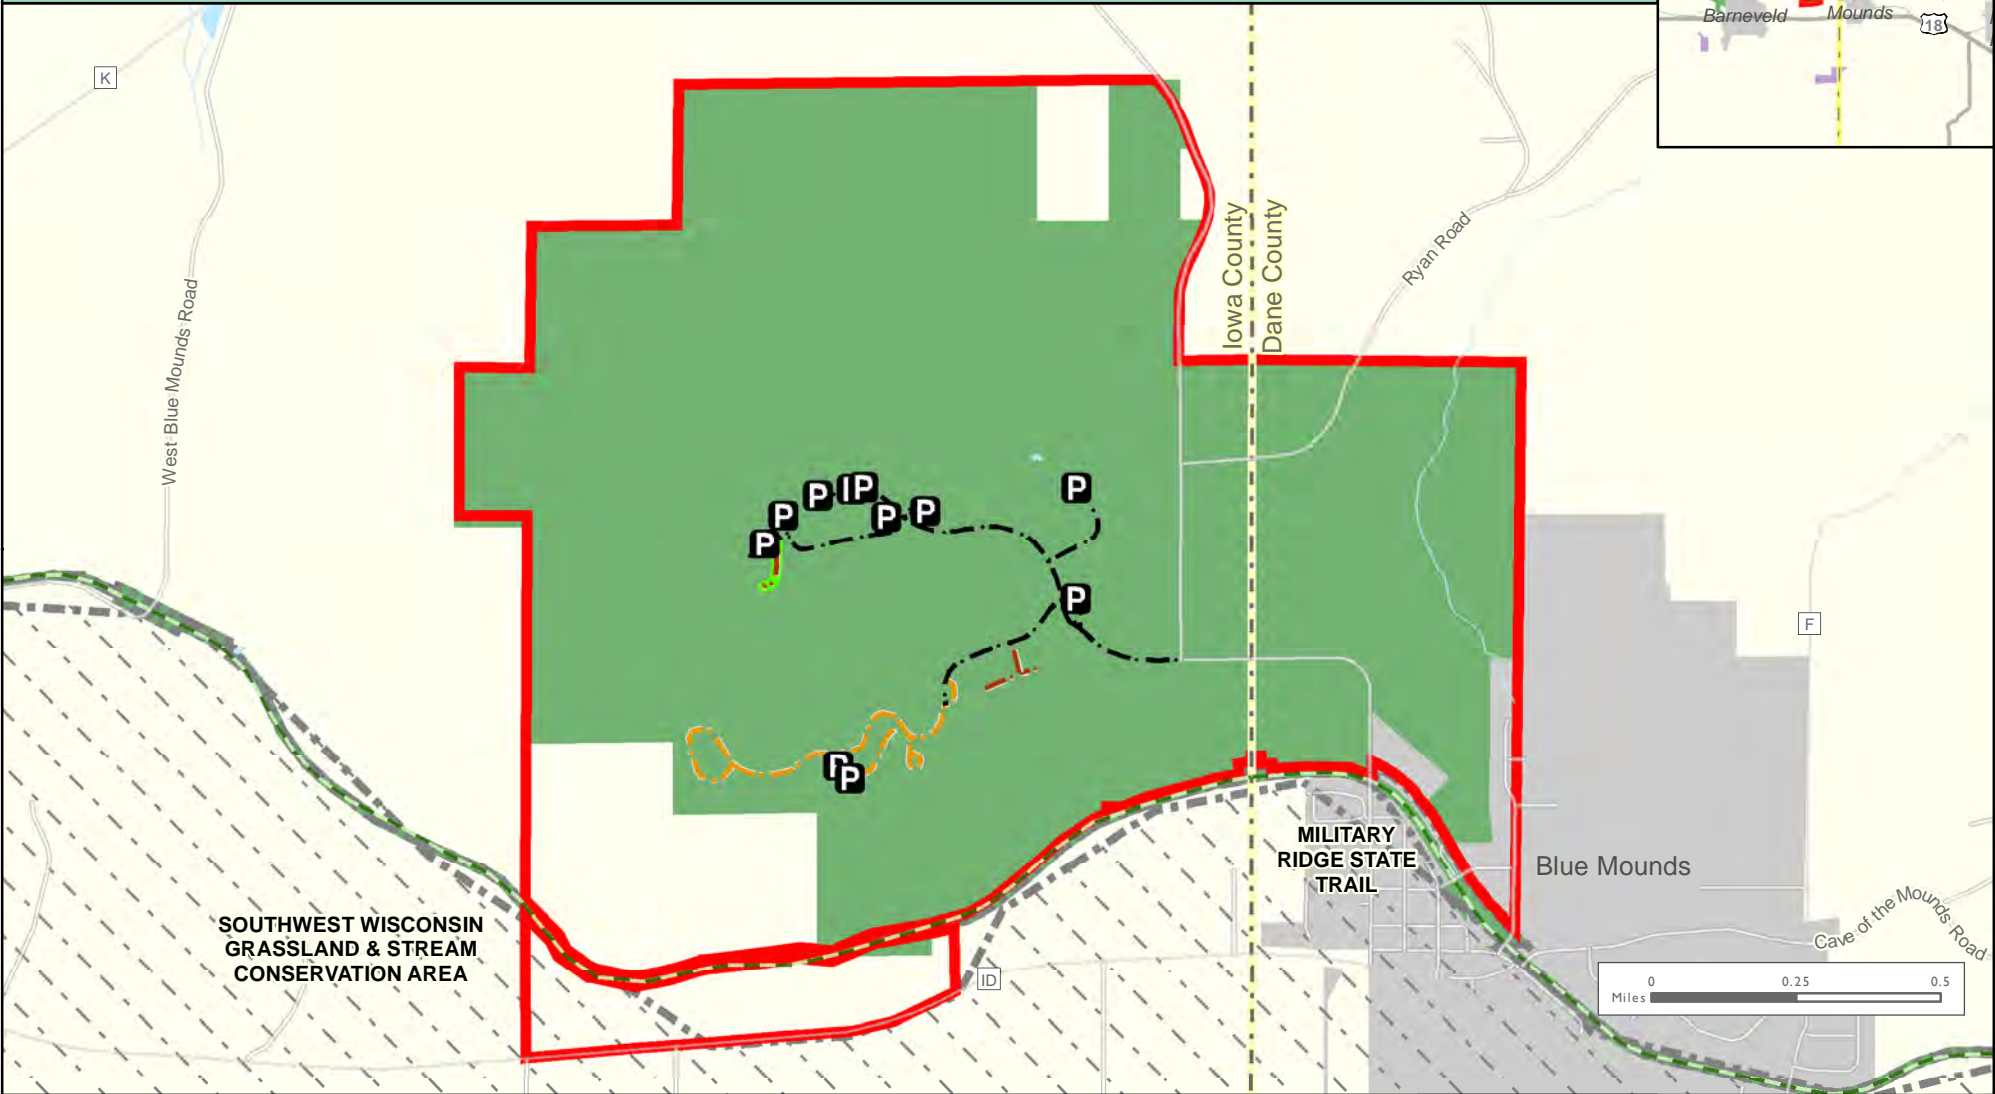 Barneveld
Mounds
18
K
West Blue Mounds Road
Iowa County
Dane County
Ryan Road
P
P
IP
P
P
P
P
P
P
P
F
MILITARY
RIDGE STATE
TRAIL
Blue Mounds
Cave of the Mounds Road
SOUTHWEST WISCONSIN
GRASSLAND & STREAM
CONSERVATION AREA
ID
0 0.25 0.5
Miles